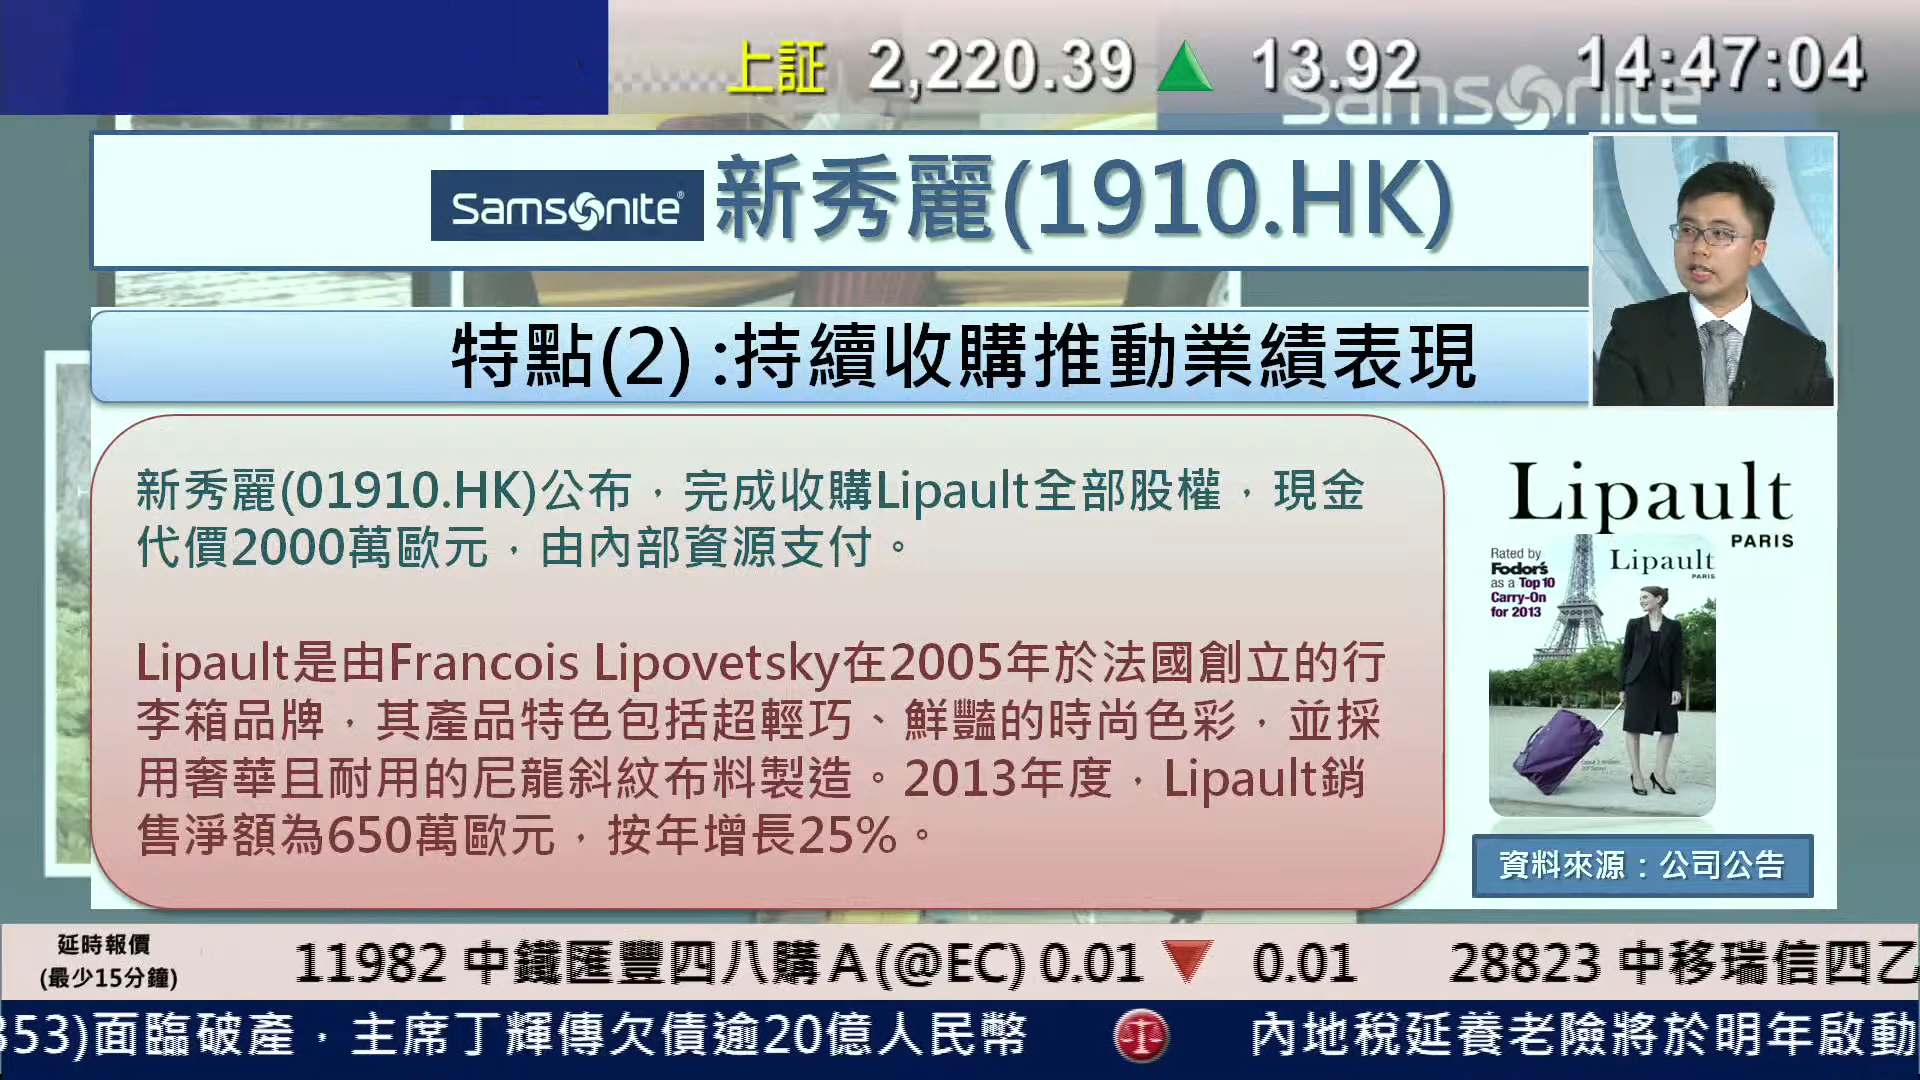 上証 2,220.39 ▲ 13.92 14:47:04
Samsonite
Samsonite® 新秀麗(1910.HK)
特點(2) :持續收購推動業績表現
新秀麗(01910.HK)公布，完成收購Lipault全部股權，現金
代價2000萬歐元，由內部資源支付。
Lipault是由Francois Lipovetsky在2005年於法國創立的行
李箱品牌，其產品特色包括超輕巧、鮮豔的時尚色彩，並採
用奢華且耐用的尼龍斜紋布料製造。2013年度，Lipault銷
售淨額為650萬歐元，按年增長25%。
Lipault
PARIS
Rated by
Fodor's
as a Top 10
Carry-On
for 2013
Lipault
PARIS
資料來源：公司公告
延時報價
(最少15分鐘)
11982 中鐵匯豐四八購A(@EC) 0.01 ▼ 0.01 28823 中移瑞信四乙
353)面臨破產，主席丁輝傳欠債逾20億人民幣 內地稅延養老險將於明年啟動